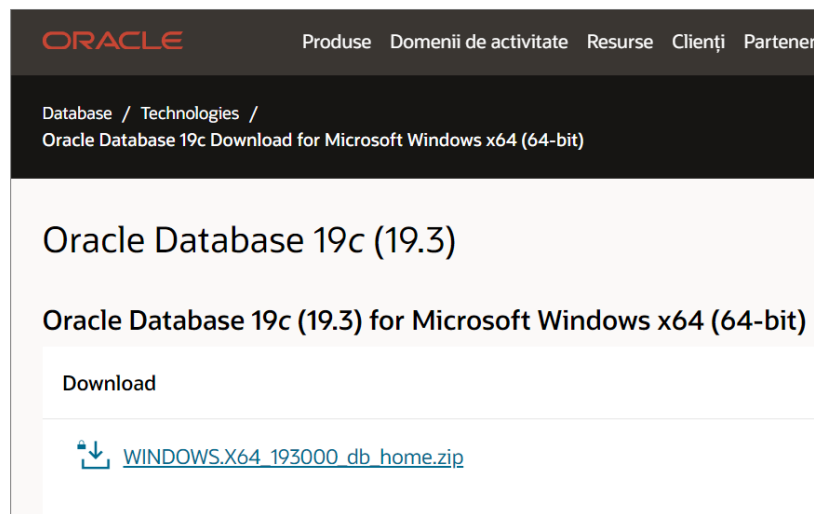 ORACLE Produse Domenii de activitate Resurse Clienți Partener
Database / Technologies /
Oracle Database 19c Download for Microsoft Windows x64 (64-bit)
Oracle Database 19c (19.3)
Oracle Database 19c (19.3) for Microsoft Windows x64 (64-bit)
Download
WINDOWS.X64_193000_db_home.zip